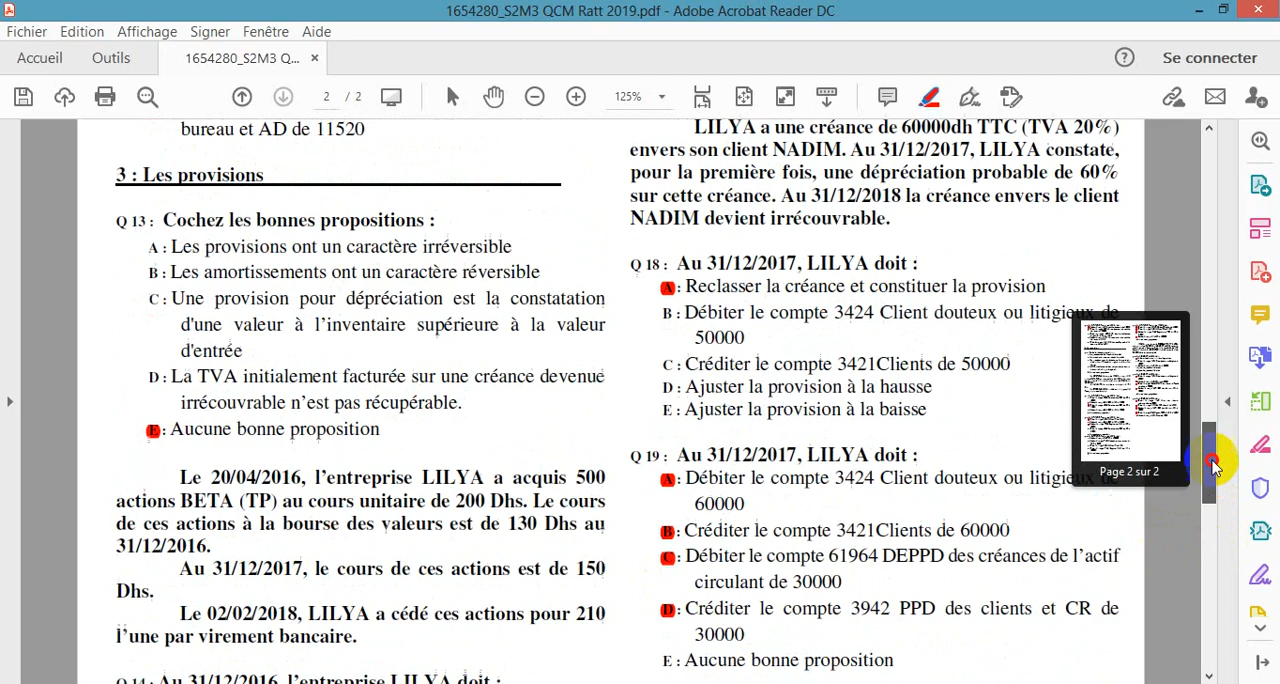 1654280_S2M3 QCM Ratt 2019.pdf - Adobe Acrobat Reader DC
Fichier Edition Affichage Signer Fenêtre Aide
Accueil Outils 1654280_S2M3 Q... × Se connecter
2 / 2 125%
bureau et AD de 11520
3 : Les provisions
Q 13 : Cochez les bonnes propositions :
A : Les provisions ont un caractère irréversible
B : Les amortissements ont un caractère réversible
C : Une provision pour dépréciation est la constatation
d'une valeur à l'inventaire supérieure à la valeur
d'entrée
D : La TVA initialement facturée sur une créance devenue
irrécouvrable n'est pas récupérable.
E : Aucune bonne proposition
Le 20/04/2016, l'entreprise LILYA a acquis 500
actions BETA (TP) au cours unitaire de 200 Dhs. Le cours
de ces actions à la bourse des valeurs est de 130 Dhs au
31/12/2016.
Au 31/12/2017, le cours de ces actions est de 150
Dhs.
Le 02/02/2018, LILYA a cédé ces actions pour 210
l'une par virement bancaire.
Q 14 : Au 31/12/2016, l'entreprise LILYA doit :
LILYA a une créance de 60000dh TTC (TVA 20%)
envers son client NADIM. Au 31/12/2017, LILYA constate,
pour la première fois, une dépréciation probable de 60%
sur cette créance. Au 31/12/2018 la créance envers le client
NADIM devient irrécouvrable.
Q 18 : Au 31/12/2017, LILYA doit :
A : Reclasser la créance et constituer la provision
B : Débiter le compte 3424 Client douteux ou litigieux de
50000
C : Créditer le compte 3421Clients de 50000
D : Ajuster la provision à la hausse
E : Ajuster la provision à la baisse
Q 19 : Au 31/12/2017, LILYA doit :
A : Débiter le compte 3424 Client douteux ou litigieux de
60000
B : Créditer le compte 3421Clients de 60000
C : Débiter le compte 61964 DEPPD des créances de l'actif
circulant de 30000
D : Créditer le compte 3942 PPD des clients et CR de
30000
E : Aucune bonne proposition
Page 2 sur 2